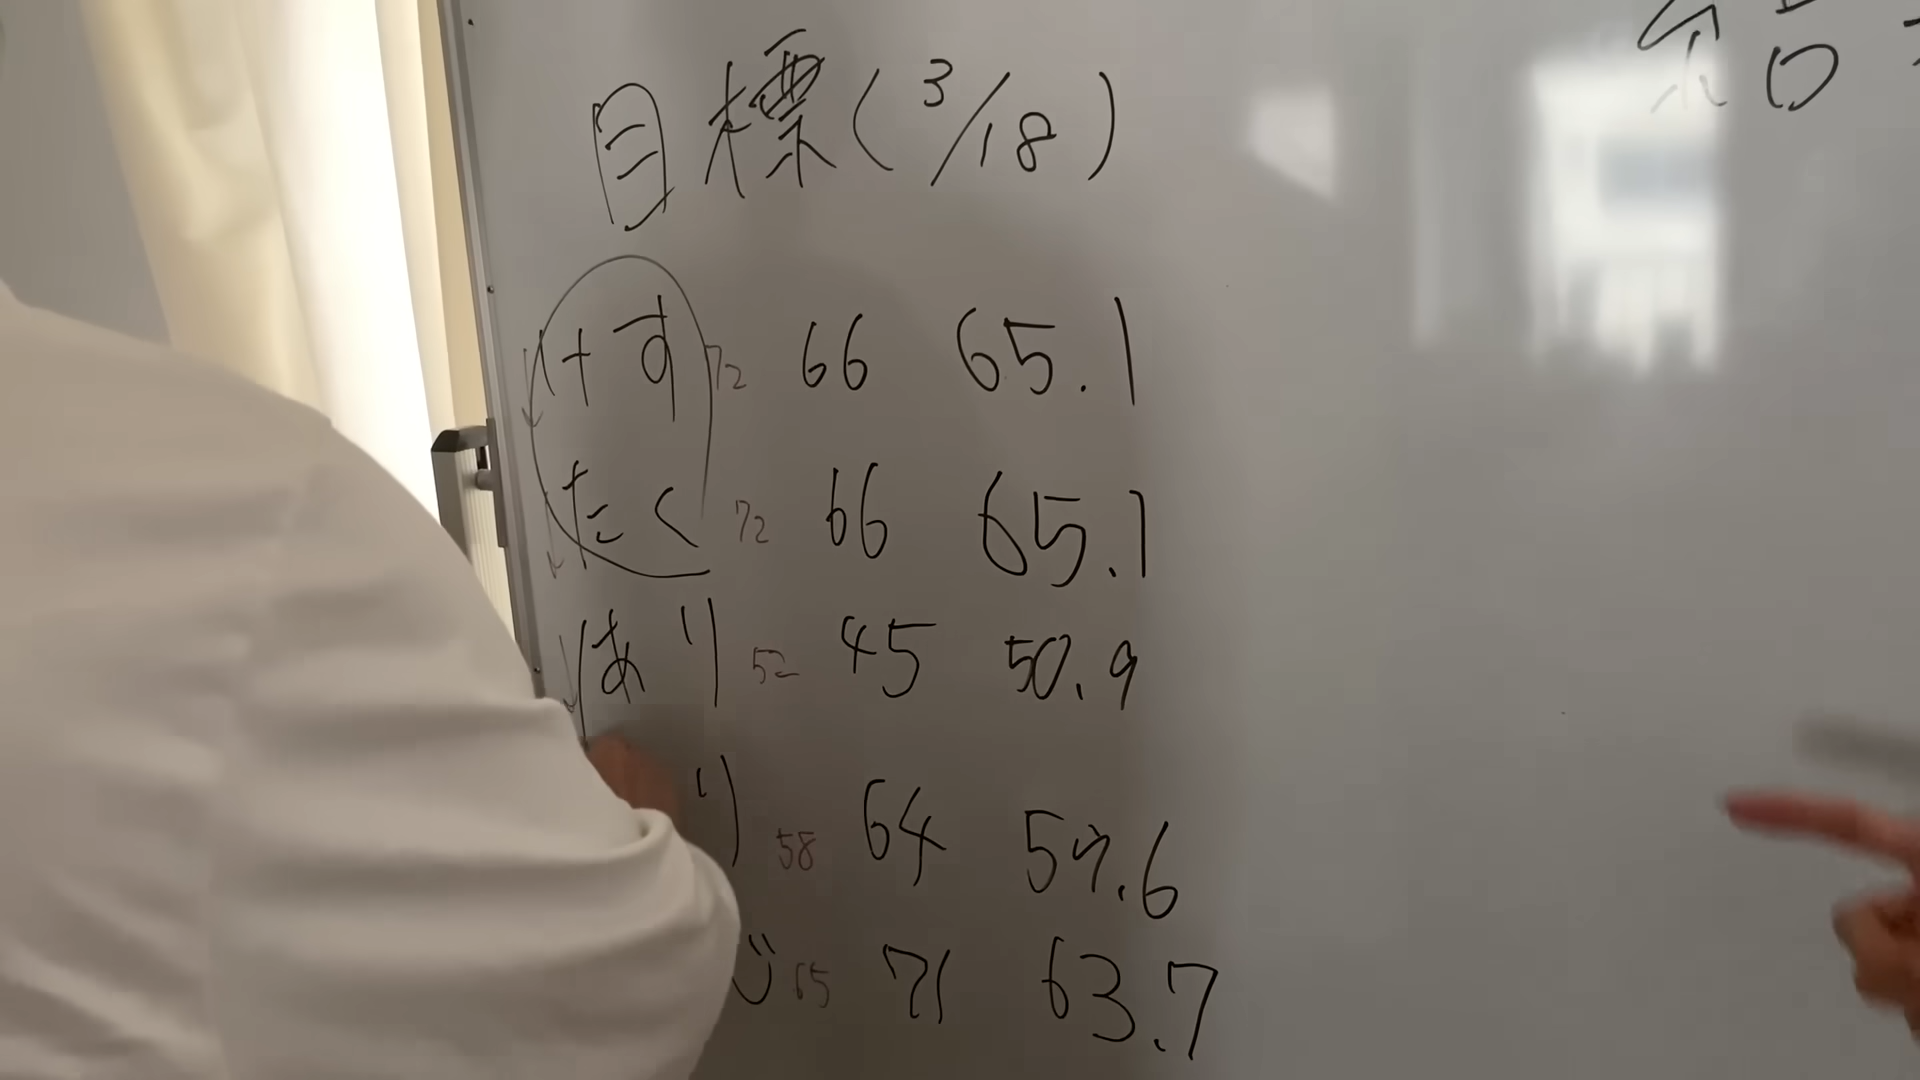 目標(3/18)
けす 72 66 65.1
たく 72 66 65.1
あり 52 45 50.9
り 58 64 57.6
じ 65 71 63.7